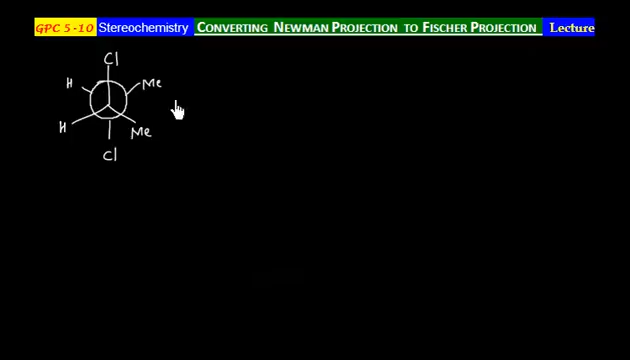 GPC 5-10 Stereochemistry CONVERTING NEWMAN PROJECTION TO FISCHER PROJECTION Lecture
Cl
H Me
H Me
Cl